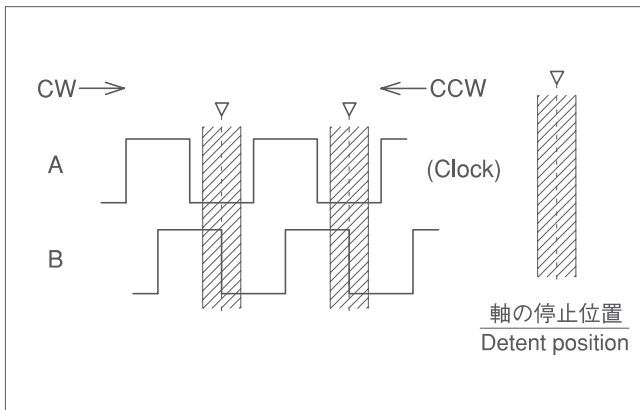 CW
CCW
A
(Clock)
B
軸の停止位置
Detent position